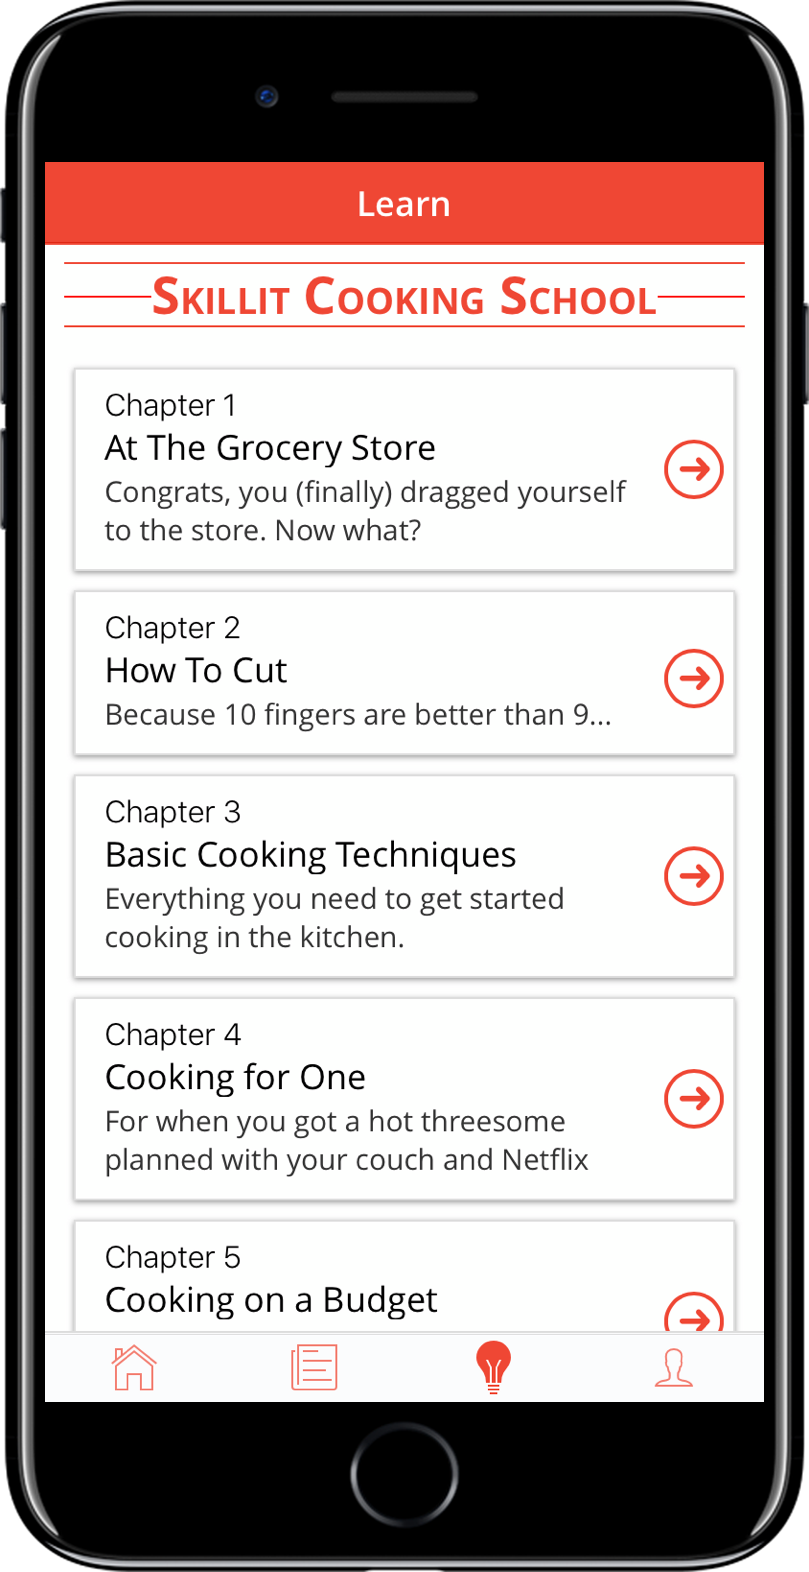 Learn
Skillit Cooking School
Chapter 1
At The Grocery Store
Congrats, you (finally) dragged yourself
to the store. Now what?
Chapter 2
How To Cut
Because 10 fingers are better than 9...
Chapter 3
Basic Cooking Techniques
Everything you need to get started
cooking in the kitchen.
Chapter 4
Cooking for One
For when you got a hot threesome
planned with your couch and Netflix
Chapter 5
Cooking on a Budget